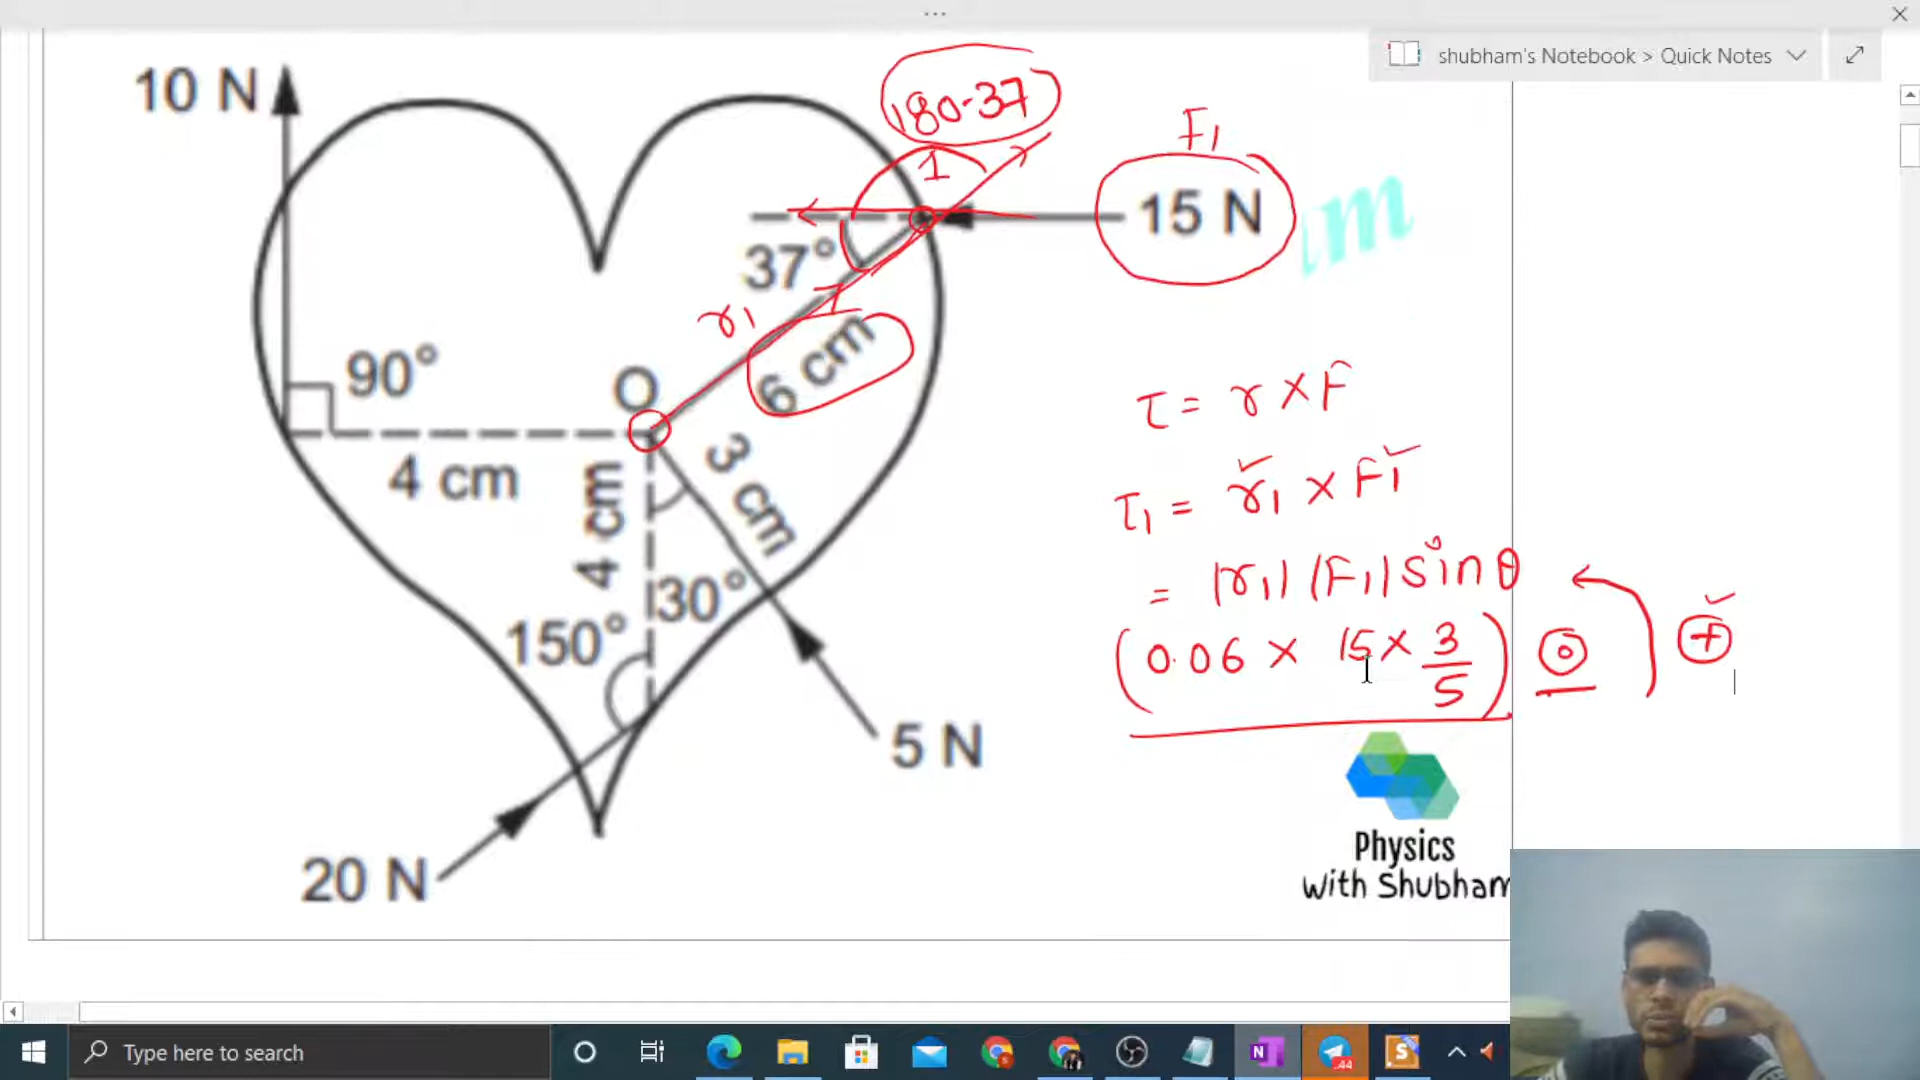 shubham's Notebook > Quick Notes
10 N
180-37
1
F1
15 N
37°
r1
6 cm
90°
O
4 cm
3 cm
4 cm
30°
150°
5 N
20 N
τ = r × F
τ1 = r1 × F1
= |r1| |F1| sin θ
(0.06 × 15 × 3/5)
+
Physics
with Shubham
Type here to search
44